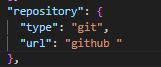 "repository": {
"type": "git",
"url": "github "
},